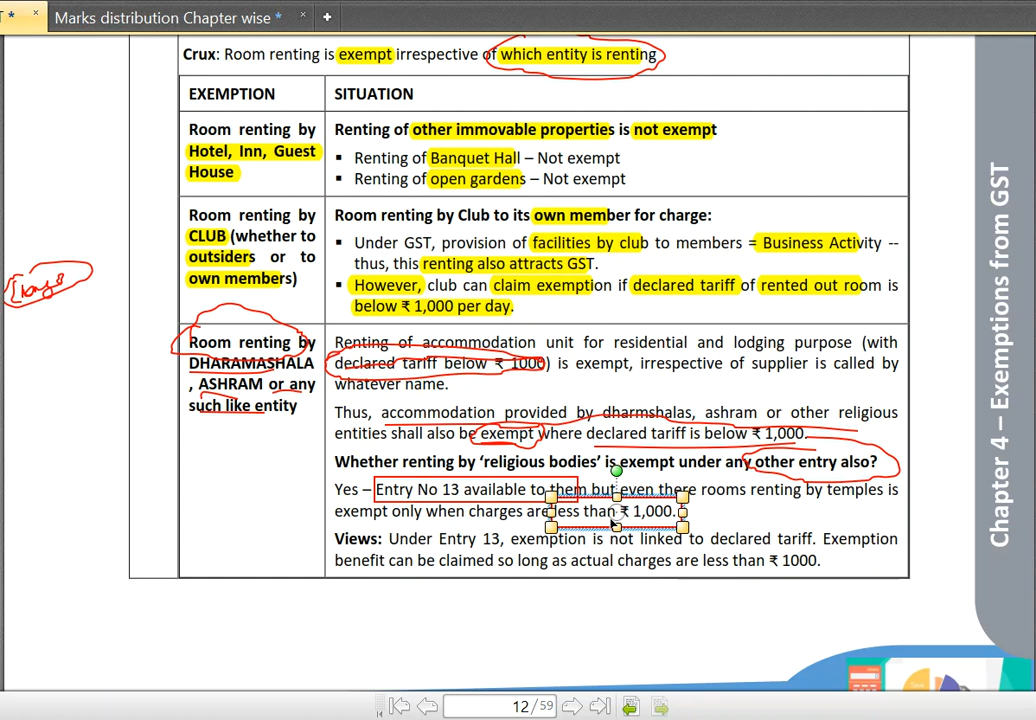 Marks distribution Chapter wise *
Crux: Room renting is exempt irrespective of which entity is renting
EXEMPTION
SITUATION
Room renting by
Hotel, Inn, Guest
House
Renting of other immovable properties is not exempt
▪ Renting of Banquet Hall – Not exempt
▪ Renting of open gardens – Not exempt
Room renting by
CLUB (whether to
outsiders or to
own members)
Room renting by Club to its own member for charge:
▪ Under GST, provision of facilities by club to members = Business Activity --
thus, this renting also attracts GST.
▪ However, club can claim exemption if declared tariff of rented out room is
below ₹ 1,000 per day.
Room renting by
DHARAMASHALA
, ASHRAM or any
such like entity
Renting of accommodation unit for residential and lodging purpose (with
declared tariff below ₹ 1000) is exempt, irrespective of supplier is called by
whatever name.
Thus, accommodation provided by dharmshalas, ashram or other religious
entities shall also be exempt where declared tariff is below ₹ 1,000.
Whether renting by ‘religious bodies’ is exempt under any other entry also?
Yes – Entry No 13 available to them but even there rooms renting by temples is
exempt only when charges are less than ₹ 1,000.
Views: Under Entry 13, exemption is not linked to declared tariff. Exemption
benefit can be claimed so long as actual charges are less than ₹ 1000.
Chapter 4 – Exemptions from GST
12/59